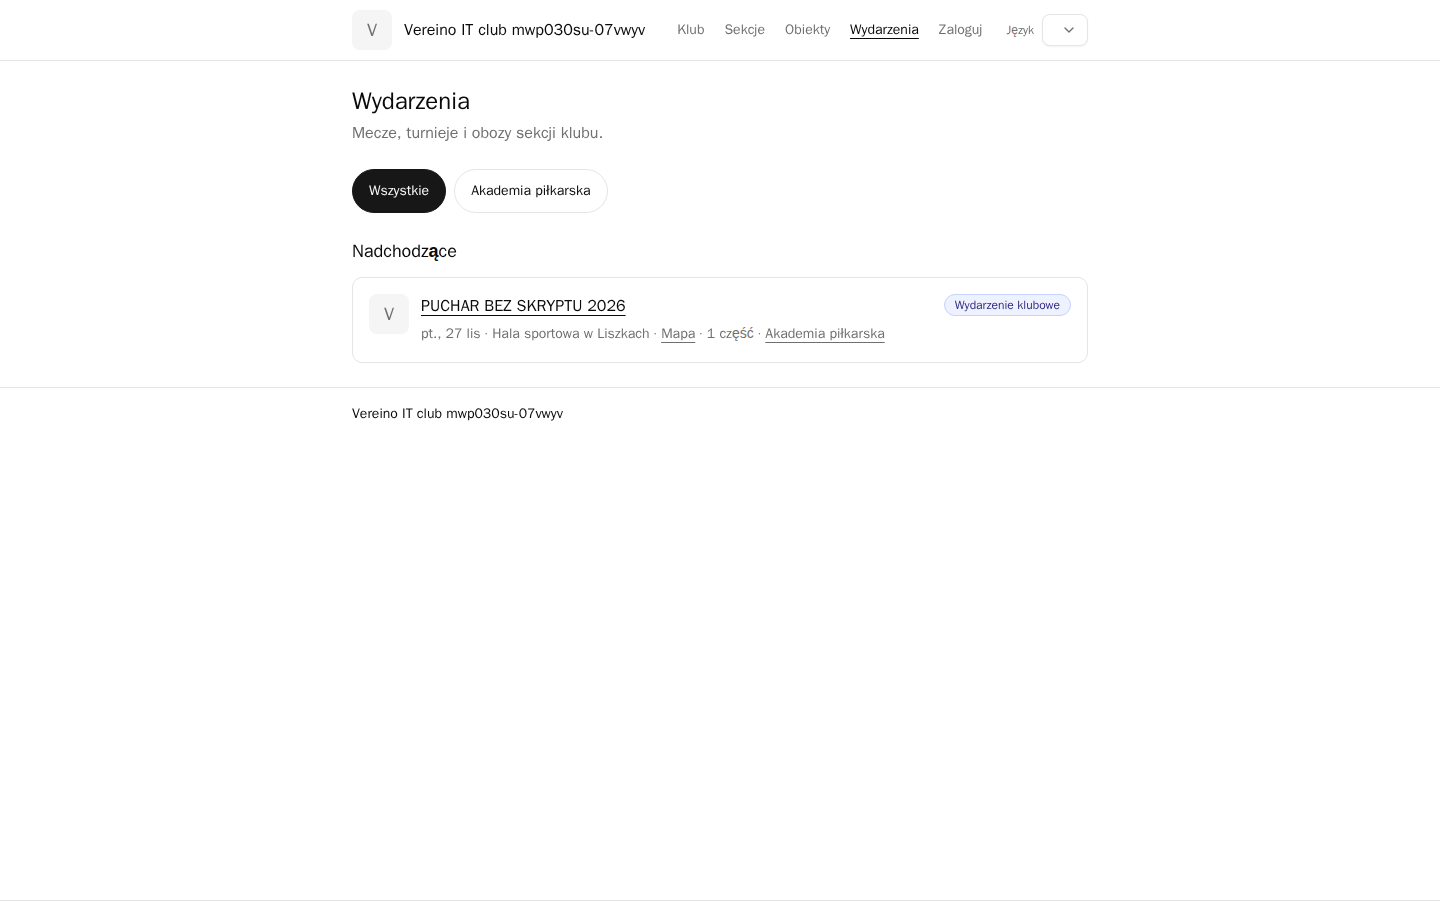 V
Vereino IT club mwp030su-07vwyv
Klub
Sekcje
Obiekty
Wydarzenia
Zaloguj
Język
Wydarzenia
Mecze, turnieje i obozy sekcji klubu.
Wszystkie
Akademia piłkarska
Nadchodzące
V
PUCHAR BEZ SKRYPTU 2026
Wydarzenie klubowe
pt., 27 lis · Hala sportowa w Liszkach · Mapa · 1 część · Akademia piłkarska
Vereino IT club mwp030su-07vwyv